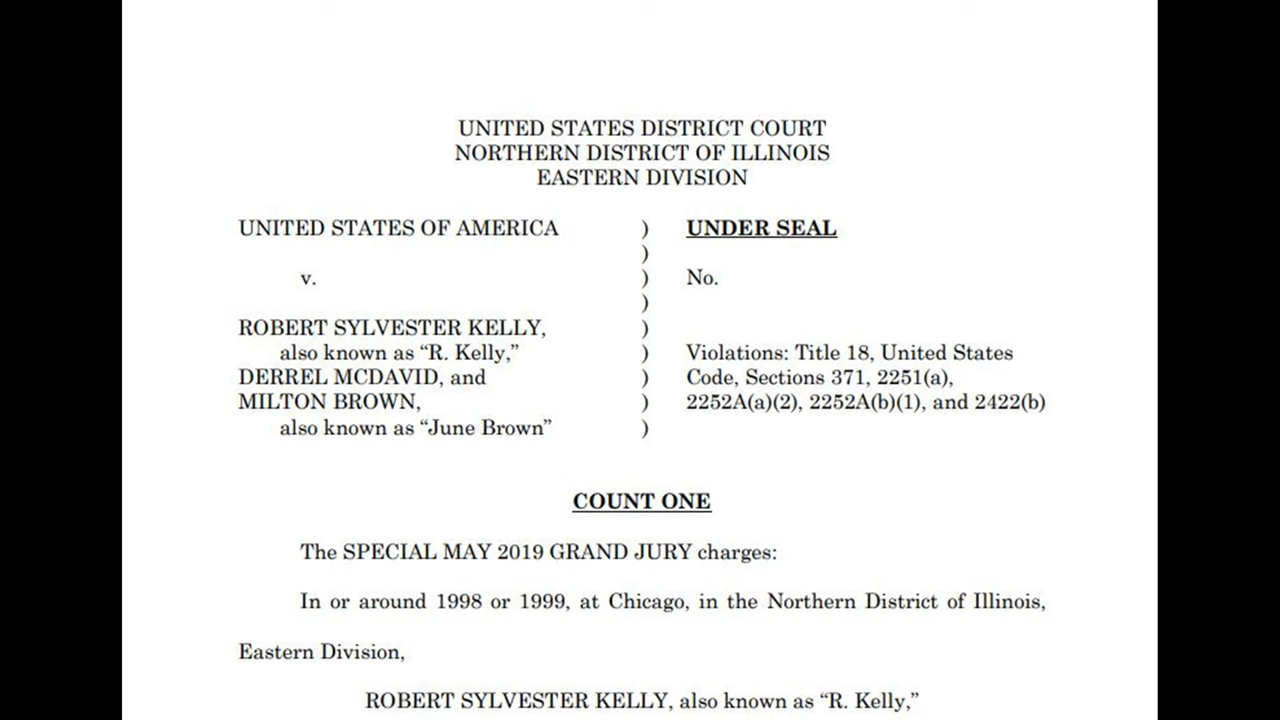 UNITED STATES DISTRICT COURT
NORTHERN DISTRICT OF ILLINOIS
EASTERN DIVISION
UNITED STATES OF AMERICA ) UNDER SEAL
)
v. ) No.
)
ROBERT SYLVESTER KELLY, )
also known as “R. Kelly,” ) Violations: Title 18, United States
DERREL MCDAVID, and ) Code, Sections 371, 2251(a),
MILTON BROWN, ) 2252A(a)(2), 2252A(b)(1), and 2422(b)
also known as “June Brown” )
COUNT ONE
The SPECIAL MAY 2019 GRAND JURY charges:
In or around 1998 or 1999, at Chicago, in the Northern District of Illinois,
Eastern Division,
ROBERT SYLVESTER KELLY, also known as “R. Kelly,”